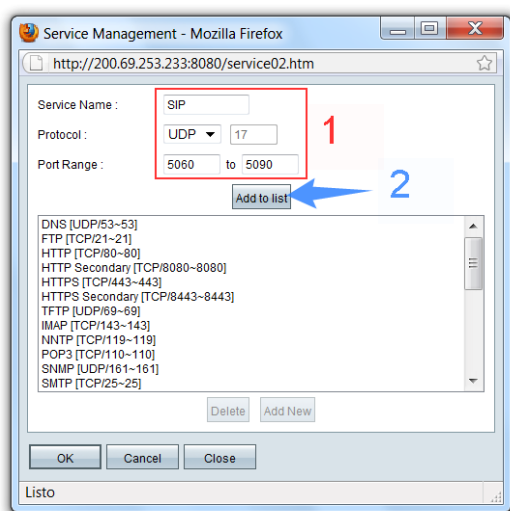 Service Management - Mozilla Firefox
http://200.69.253.233:8080/service02.htm
Service Name : SIP
Protocol : UDP 17
1
Port Range : 5060 to 5090
Add to list
2
DNS [UDP/53~53]
FTP [TCP/21~21]
HTTP [TCP/80~80]
HTTP Secondary [TCP/8080~8080]
HTTPS [TCP/443~443]
HTTPS Secondary [TCP/8443~8443]
TFTP [UDP/69~69]
IMAP [TCP/143~143]
NNTP [TCP/119~119]
POP3 [TCP/110~110]
SNMP [UDP/161~161]
SMTP [TCP/25~25]
Delete Add New
OK Cancel Close
Listo